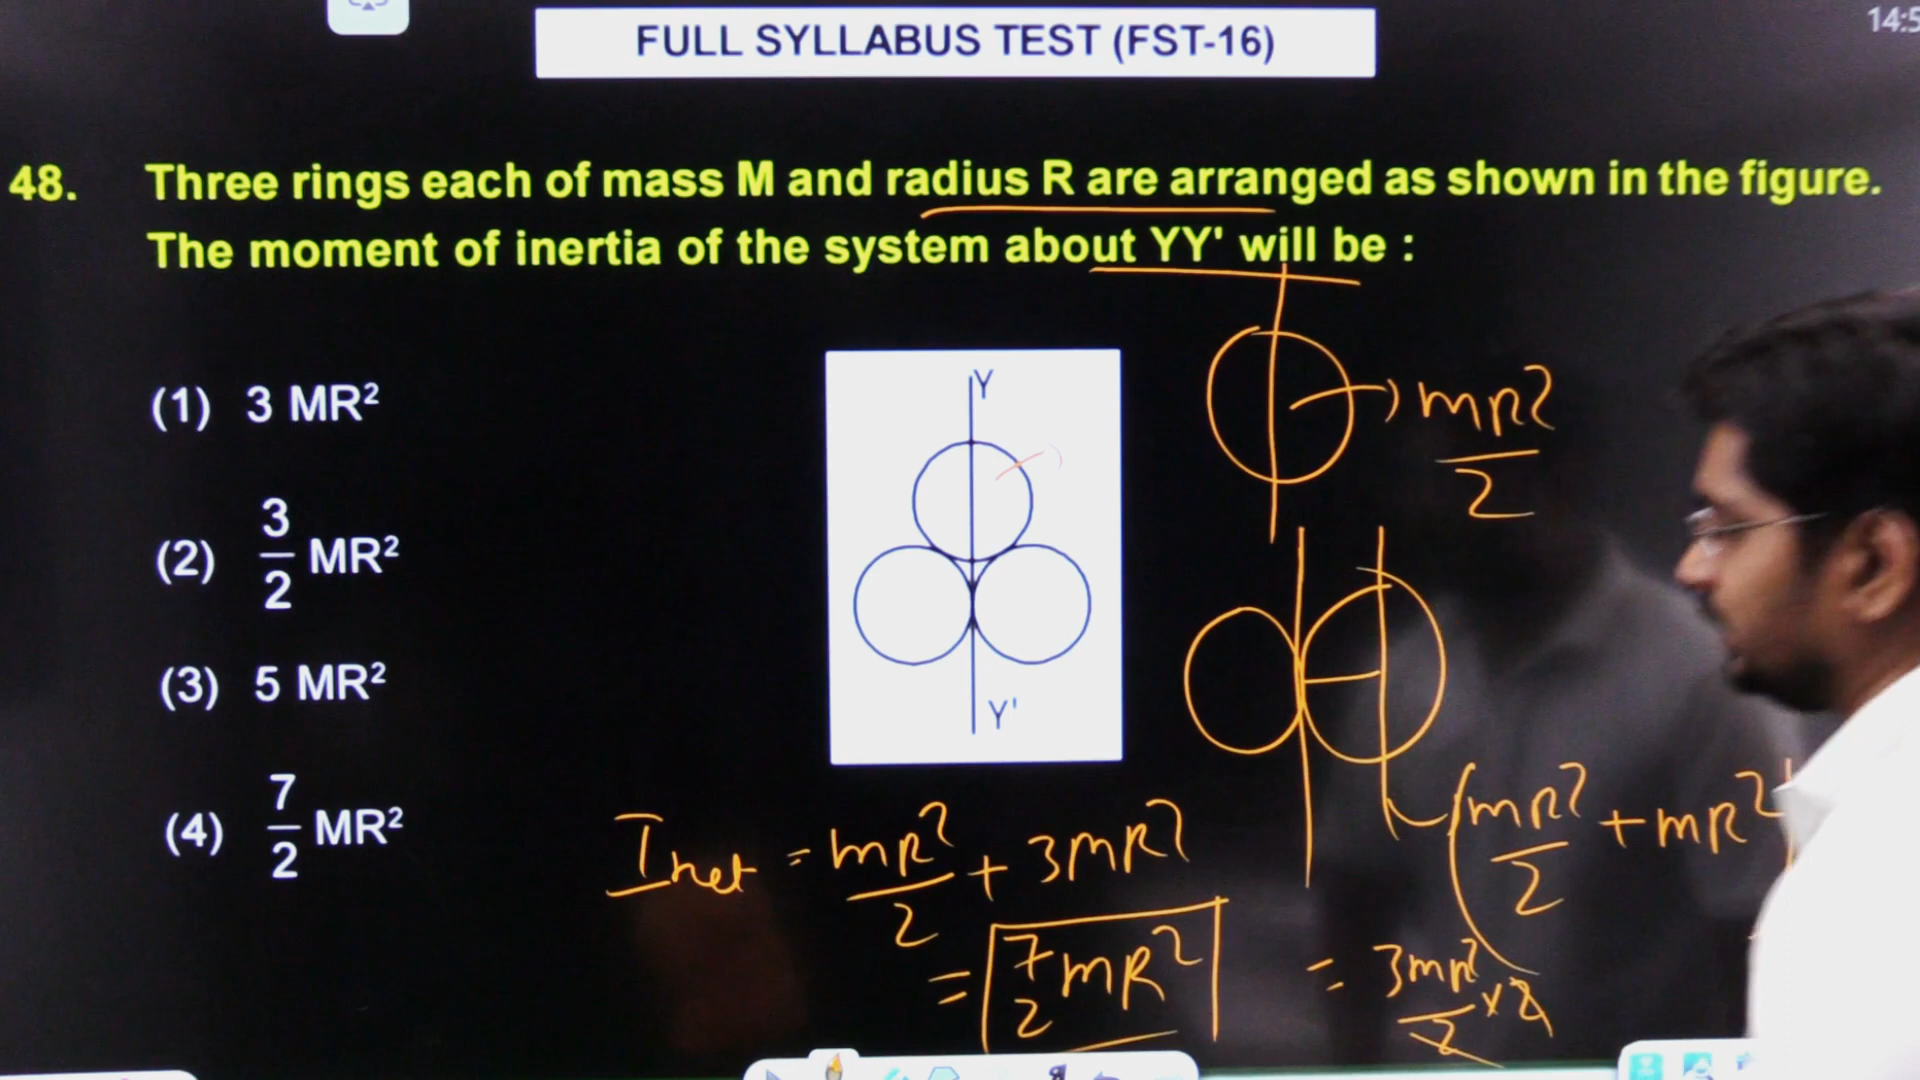 FULL SYLLABUS TEST (FST-16)
14:5
48. Three rings each of mass M and radius R are arranged as shown in the figure.
The moment of inertia of the system about YY' will be :
(1) 3 MR²
(2) 3/2 MR²
(3) 5 MR²
(4) 7/2 MR²
Y
Y'
mR²/2
(mR²/2 + mR²)
= 3mR²/2 × 2
Inet = mR²/2 + 3mR²
= 7/2 mR²